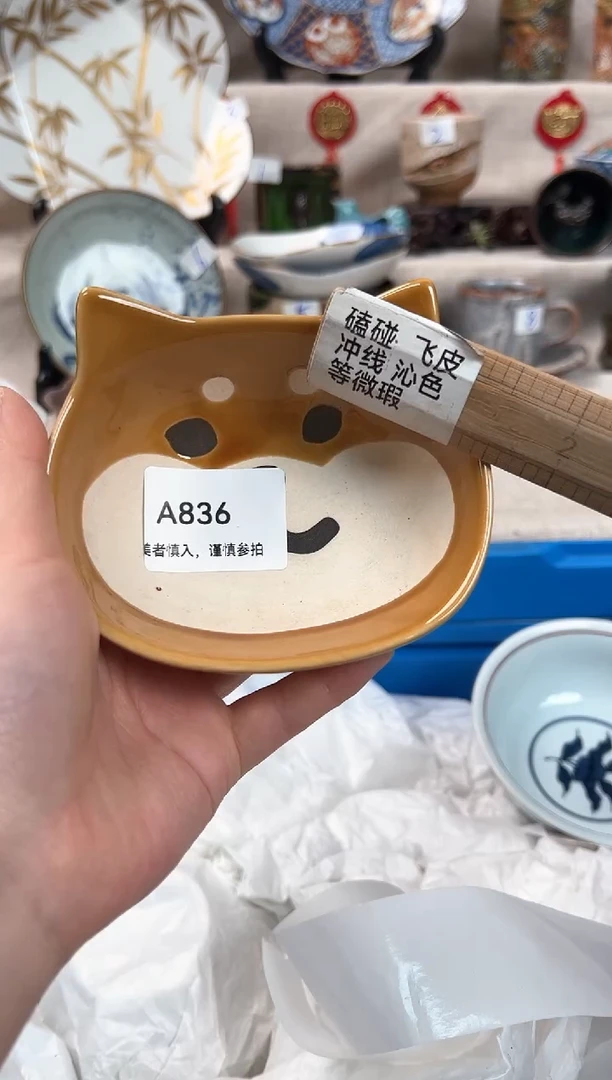 磕碰 飞皮
冲线 沁色
等微瑕
2
A836
美者慎入，谨慎参拍